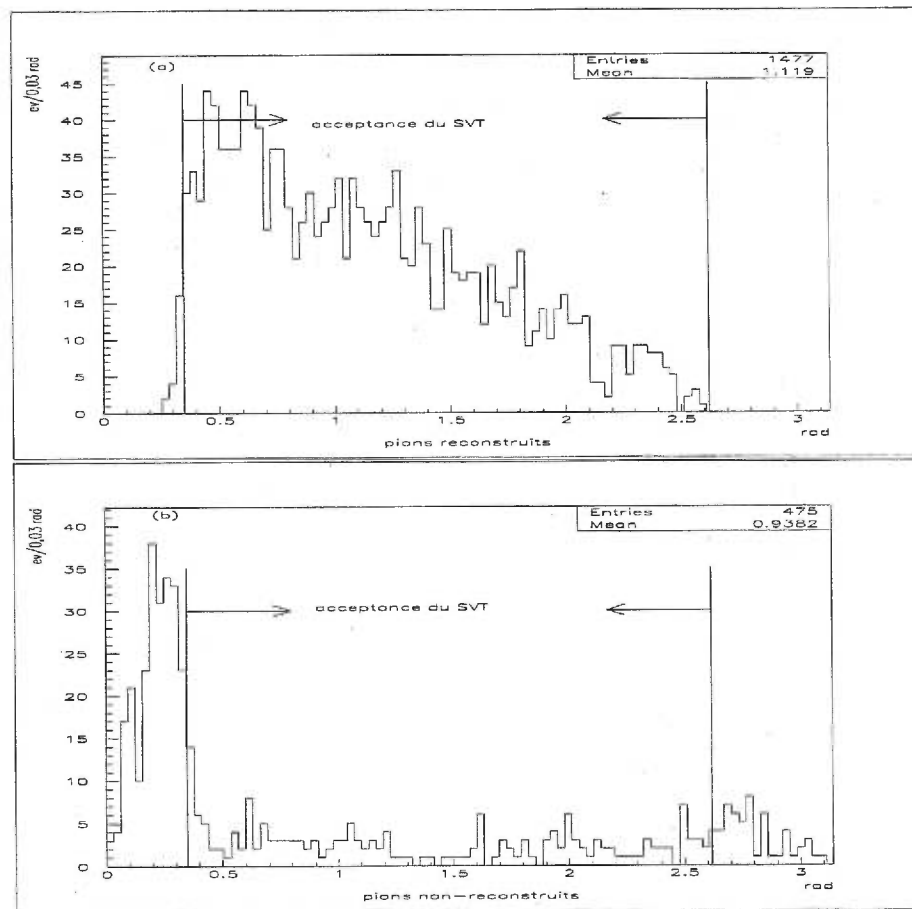 (a)
Entries 1477
Mean 1.119
ev/0,03 rad
45
40
35
30
25
20
15
10
5
0
acceptance du SVT
0 0.5 1 1.5 2 2.5 3
pions reconstruits
rad
(b)
Entries 475
Mean 0.9382
ev/0,03 rad
40
35
30
25
20
15
10
5
0
acceptance du SVT
0 0.5 1 1.5 2 2.5 3
pions non-reconstruits
rad